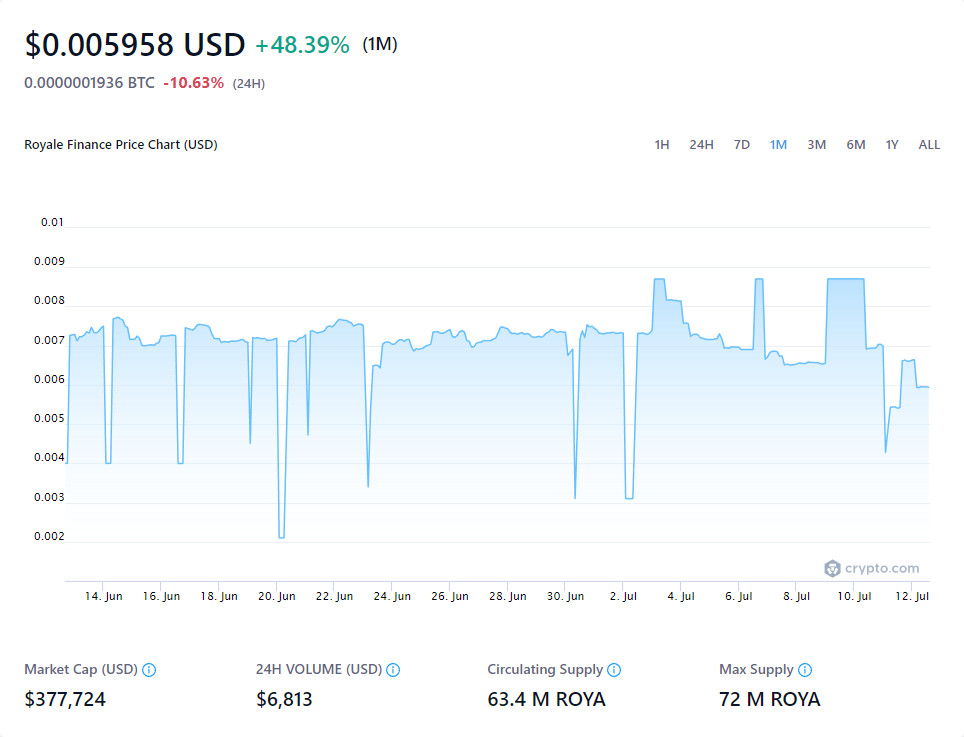 $0.005958 USD +48.39% (1M)
0.0000001936 BTC -10.63% (24H)
Royale Finance Price Chart (USD) 1H 24H 7D 1M 3M 6M 1Y ALL
0.01
0.009
0.008
0.007
0.006
0.005
0.004
0.003
0.002
crypto.com
14. Jun 16. Jun 18. Jun 20. Jun 22. Jun 24. Jun 26. Jun 28. Jun 30. Jun 2. Jul 4. Jul 6. Jul 8. Jul 10. Jul 12. Jul
Market Cap (USD) 24H VOLUME (USD) Circulating Supply Max Supply
$377,724 $6,813 63.4 M ROYA 72 M ROYA